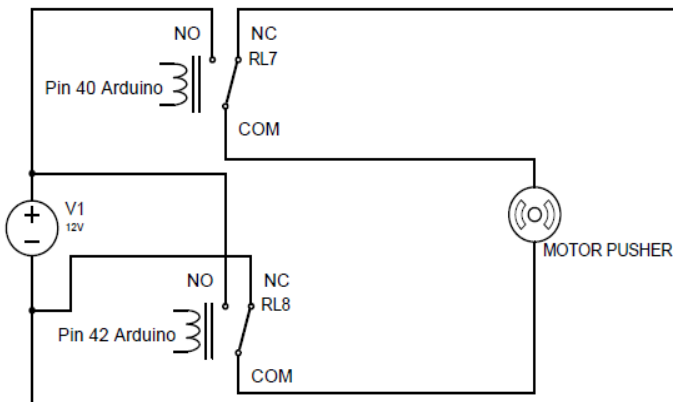 NO
NC
RL7
Pin 40 Arduino
COM
+
V1
12V
−
MOTOR PUSHER
NO
NC
RL8
Pin 42 Arduino
COM